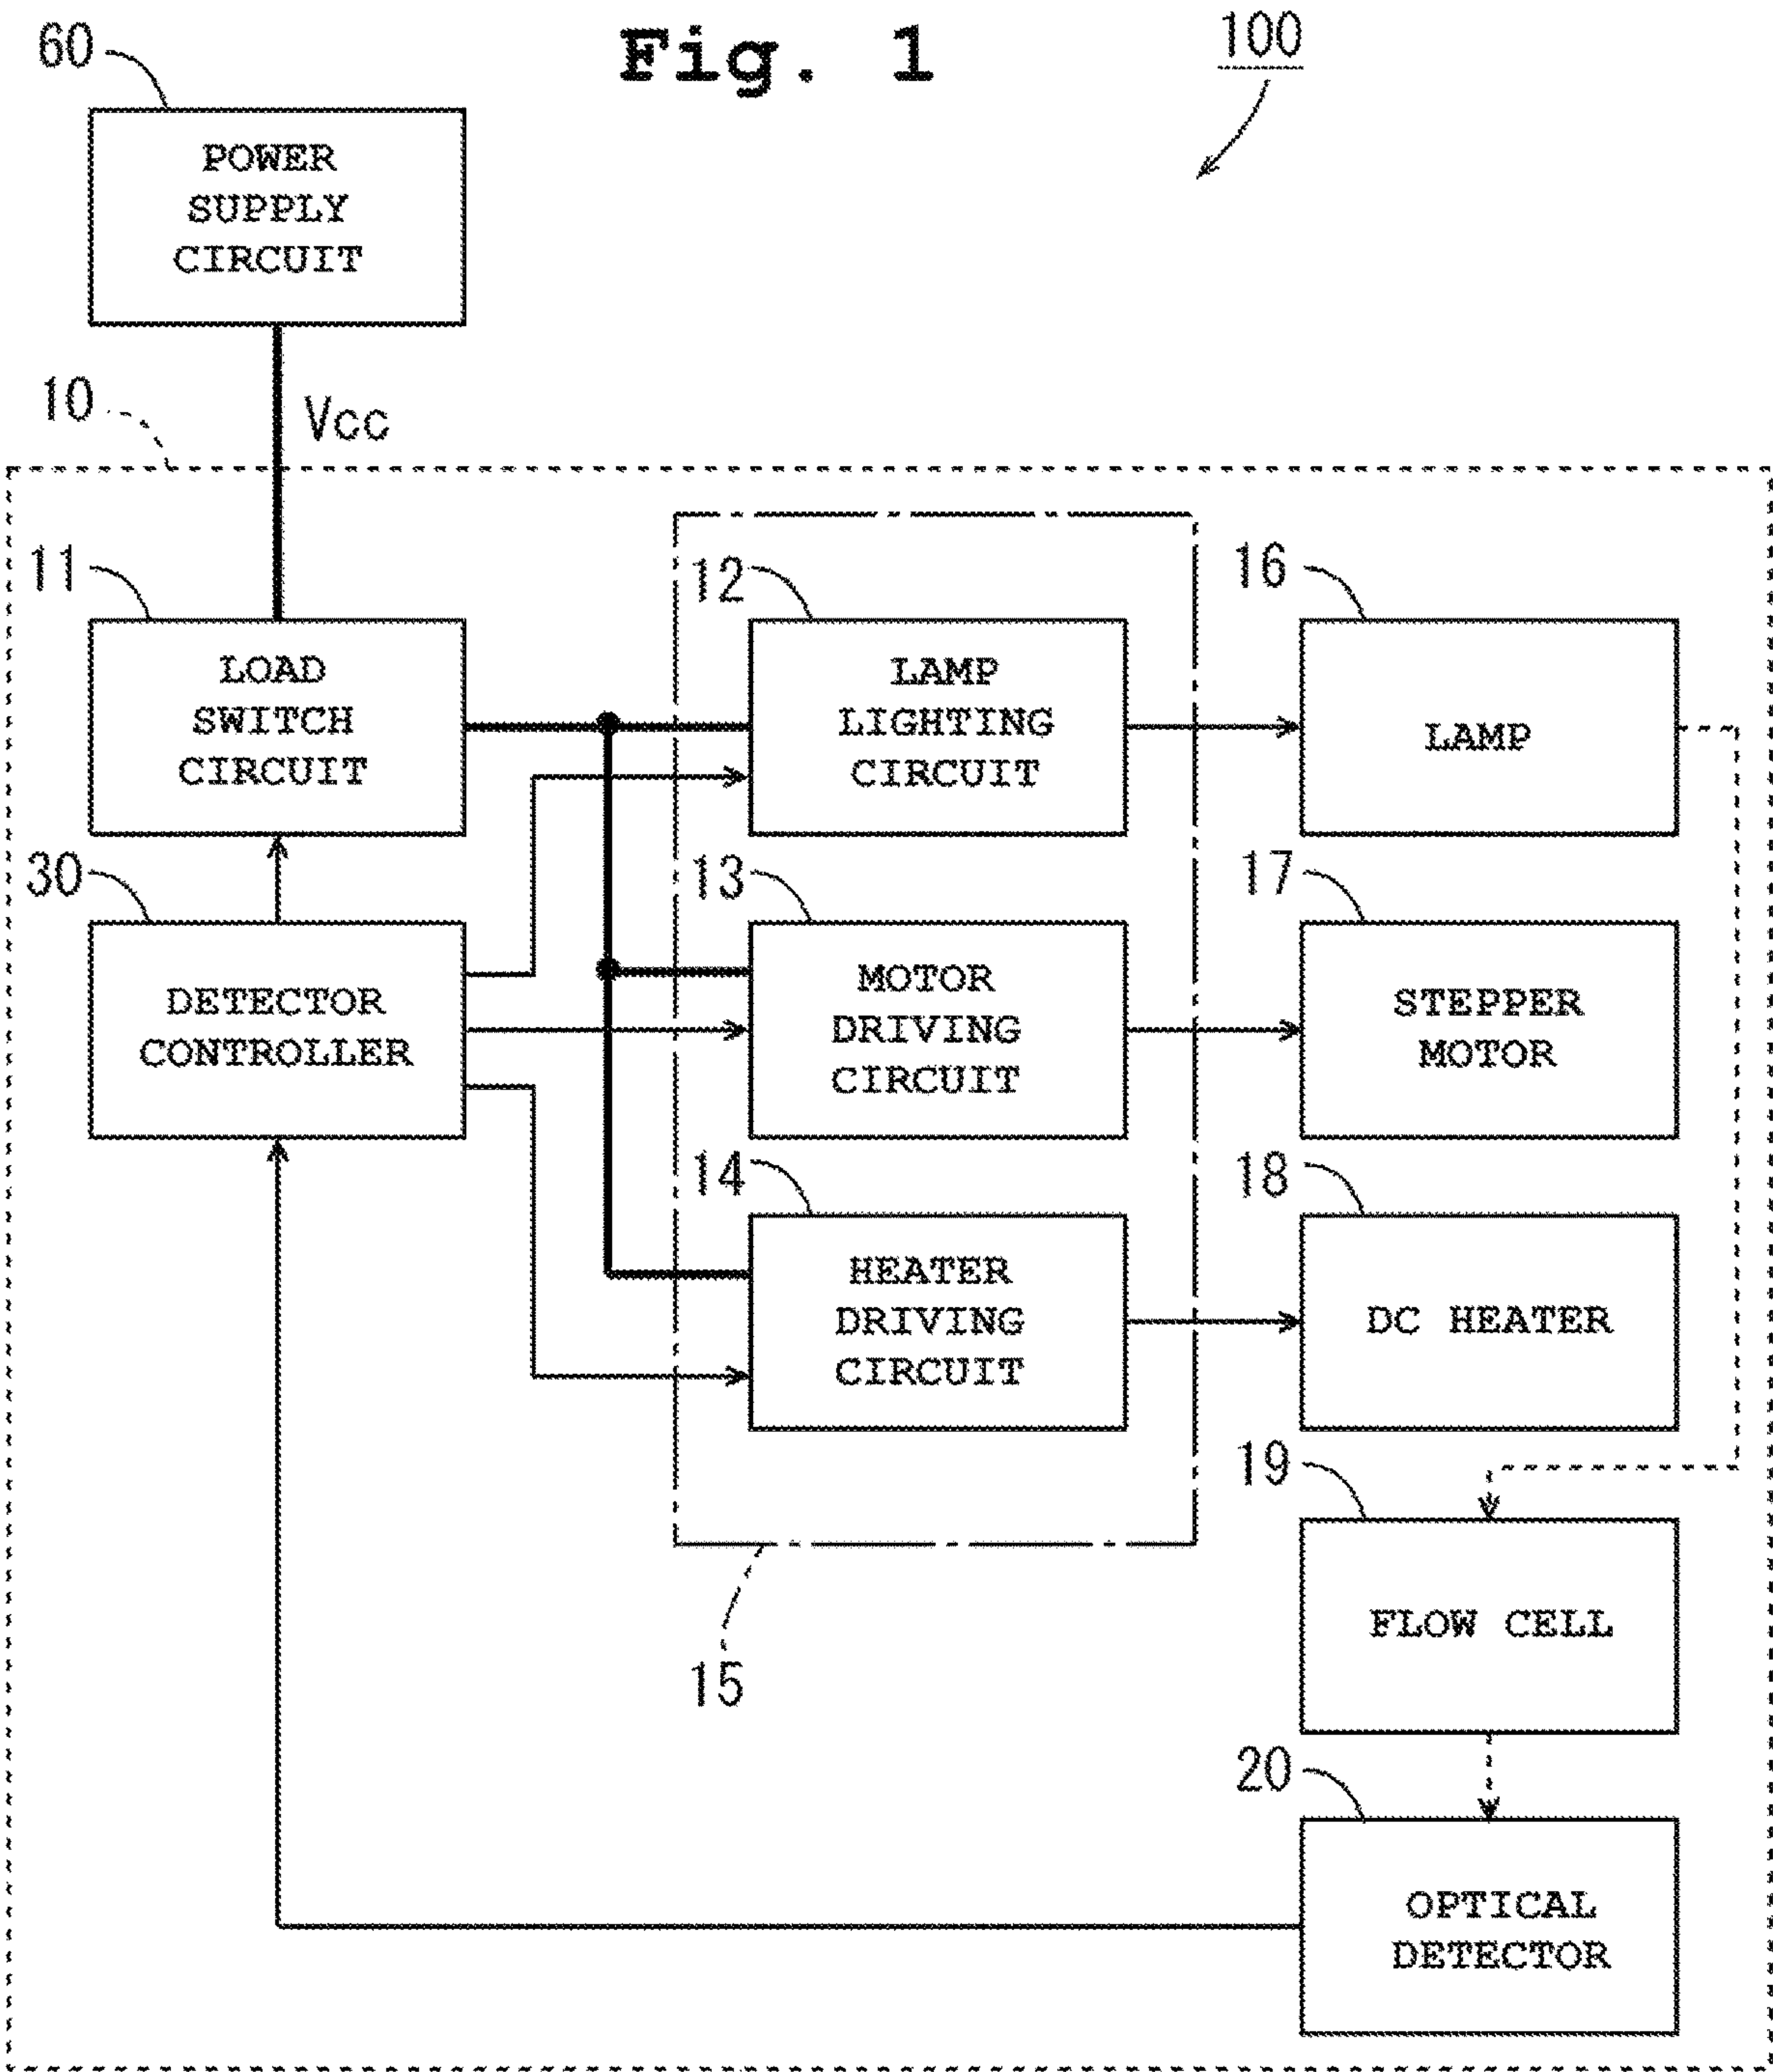 Fig. 1
100
60
POWER
SUPPLY
CIRCUIT
10
Vcc
11
LOAD
SWITCH
CIRCUIT
12
LAMP
LIGHTING
CIRCUIT
16
LAMP
30
DETECTOR
CONTROLLER
13
MOTOR
DRIVING
CIRCUIT
17
STEPPER
MOTOR
14
HEATER
DRIVING
CIRCUIT
18
DC HEATER
15
19
FLOW CELL
20
OPTICAL
DETECTOR